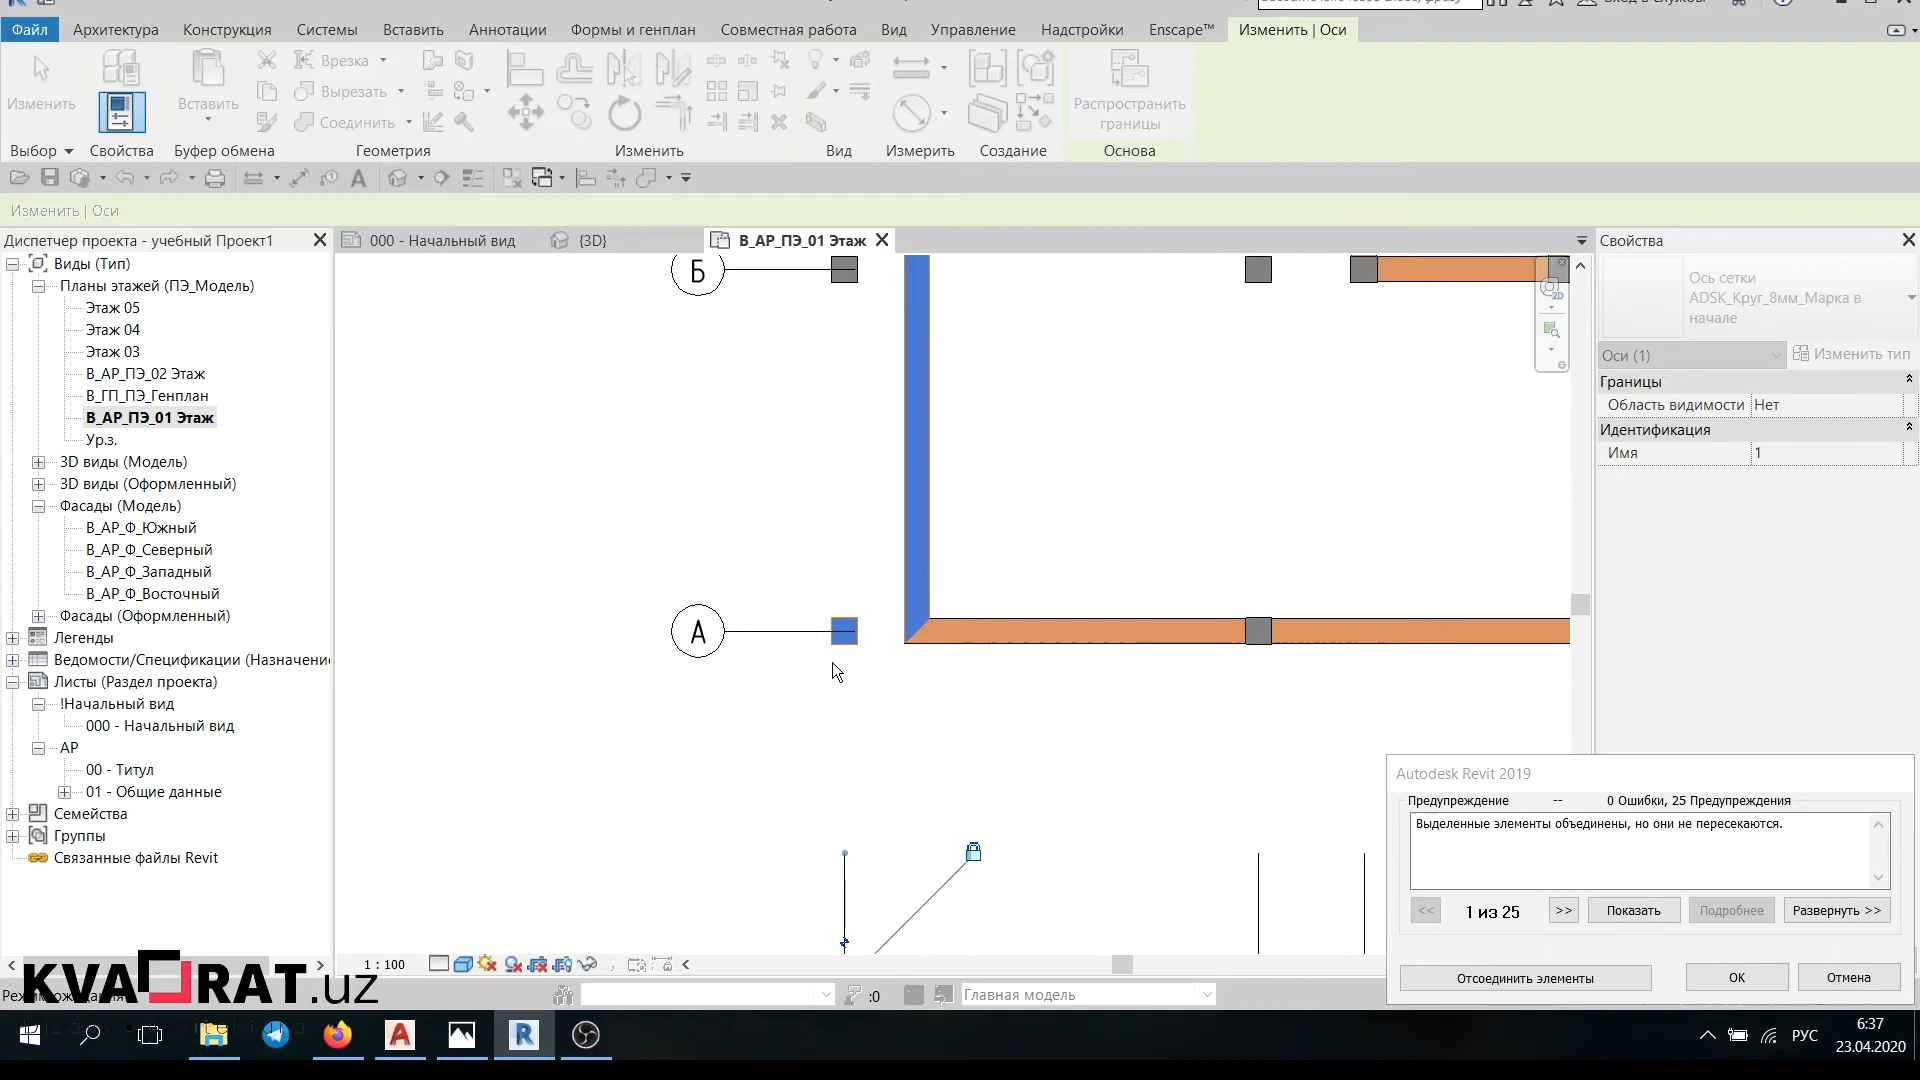 Файл
Архитектура
Конструкция
Системы
Вставить
Аннотации
Формы и генплан
Совместная работа
Вид
Управление
Надстройки
Enscape™
Изменить | Оси
Изменить
Вставить
Врезка
Вырезать
Соединить
Распространить
границы
Выбор
Свойства
Буфер обмена
Геометрия
Изменить
Вид
Измерить
Создание
Основа
Изменить | Оси
Диспетчер проекта - учебный Проект1
000 - Начальный вид
{3D}
В_АР_ПЭ_01 Этаж
Свойства
Виды (Тип)
Планы этажей (ПЭ_Модель)
Этаж 05
Этаж 04
Этаж 03
В_АР_ПЭ_02 Этаж
В_ГП_ПЭ_Генплан
В_АР_ПЭ_01 Этаж
Ур.з.
3D виды (Модель)
3D виды (Оформленный)
Фасады (Модель)
В_АР_Ф_Южный
В_АР_Ф_Северный
В_АР_Ф_Западный
В_АР_Ф_Восточный
Фасады (Оформленный)
Легенды
Ведомости/Спецификации (Назначени
Листы (Раздел проекта)
!Начальный вид
000 - Начальный вид
АР
00 - Титул
01 - Общие данные
Семейства
Группы
Связанные файлы Revit
Б
А
2D
Ось сетки
ADSK_Круг_8мм_Марка в
начале
Оси (1)
Изменить тип
Границы
Область видимости
Нет
Идентификация
Имя
1
Autodesk Revit 2019
Предупреждение
--
0 Ошибки, 25 Предупреждения
Выделенные элементы объединены, но они не пересекаются.
<<
1 из 25
>>
Показать
Подробнее
Развернуть >>
Отсоединить элементы
ОК
Отмена
1 : 100
:0
Главная модель
KVADRAT.uz
РУС
6:37
23.04.2020